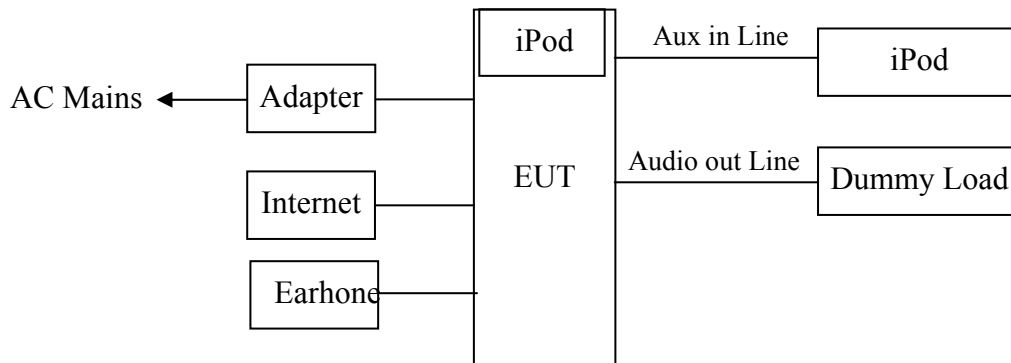 iPod
Aux in Line
iPod
AC Mains
Adapter
Audio out Line
EUT
Dummy Load
Internet
Earhone